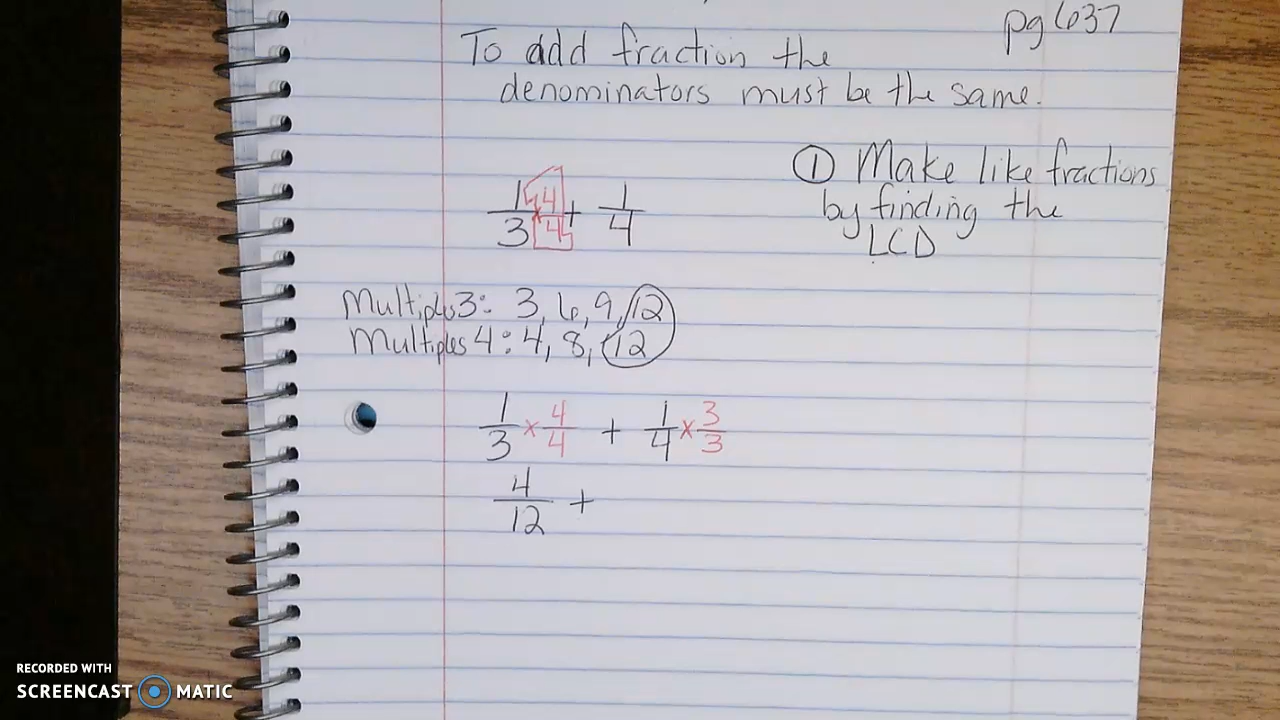 pg 637
To add fraction the
denominators must be the same.
① Make like fractions
by finding the
LCD
1/3 × 4/4 + 1/4
Multiples 3: 3, 6, 9, 12
Multiples 4: 4, 8, 12
1/3 × 4/4 + 1/4 × 3/3
4/12 +
RECORDED WITH
SCREENCAST MATIC